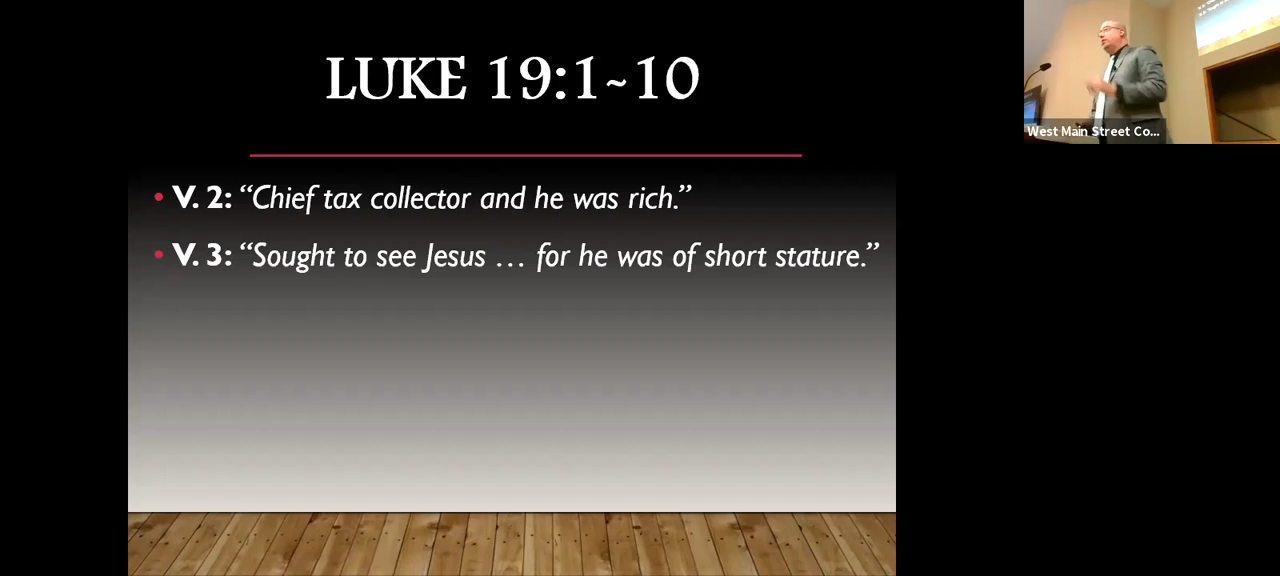 LUKE 19:1~10
• V. 2: “Chief tax collector and he was rich.”
• V. 3: “Sought to see Jesus … for he was of short stature.”
West Main Street Co...